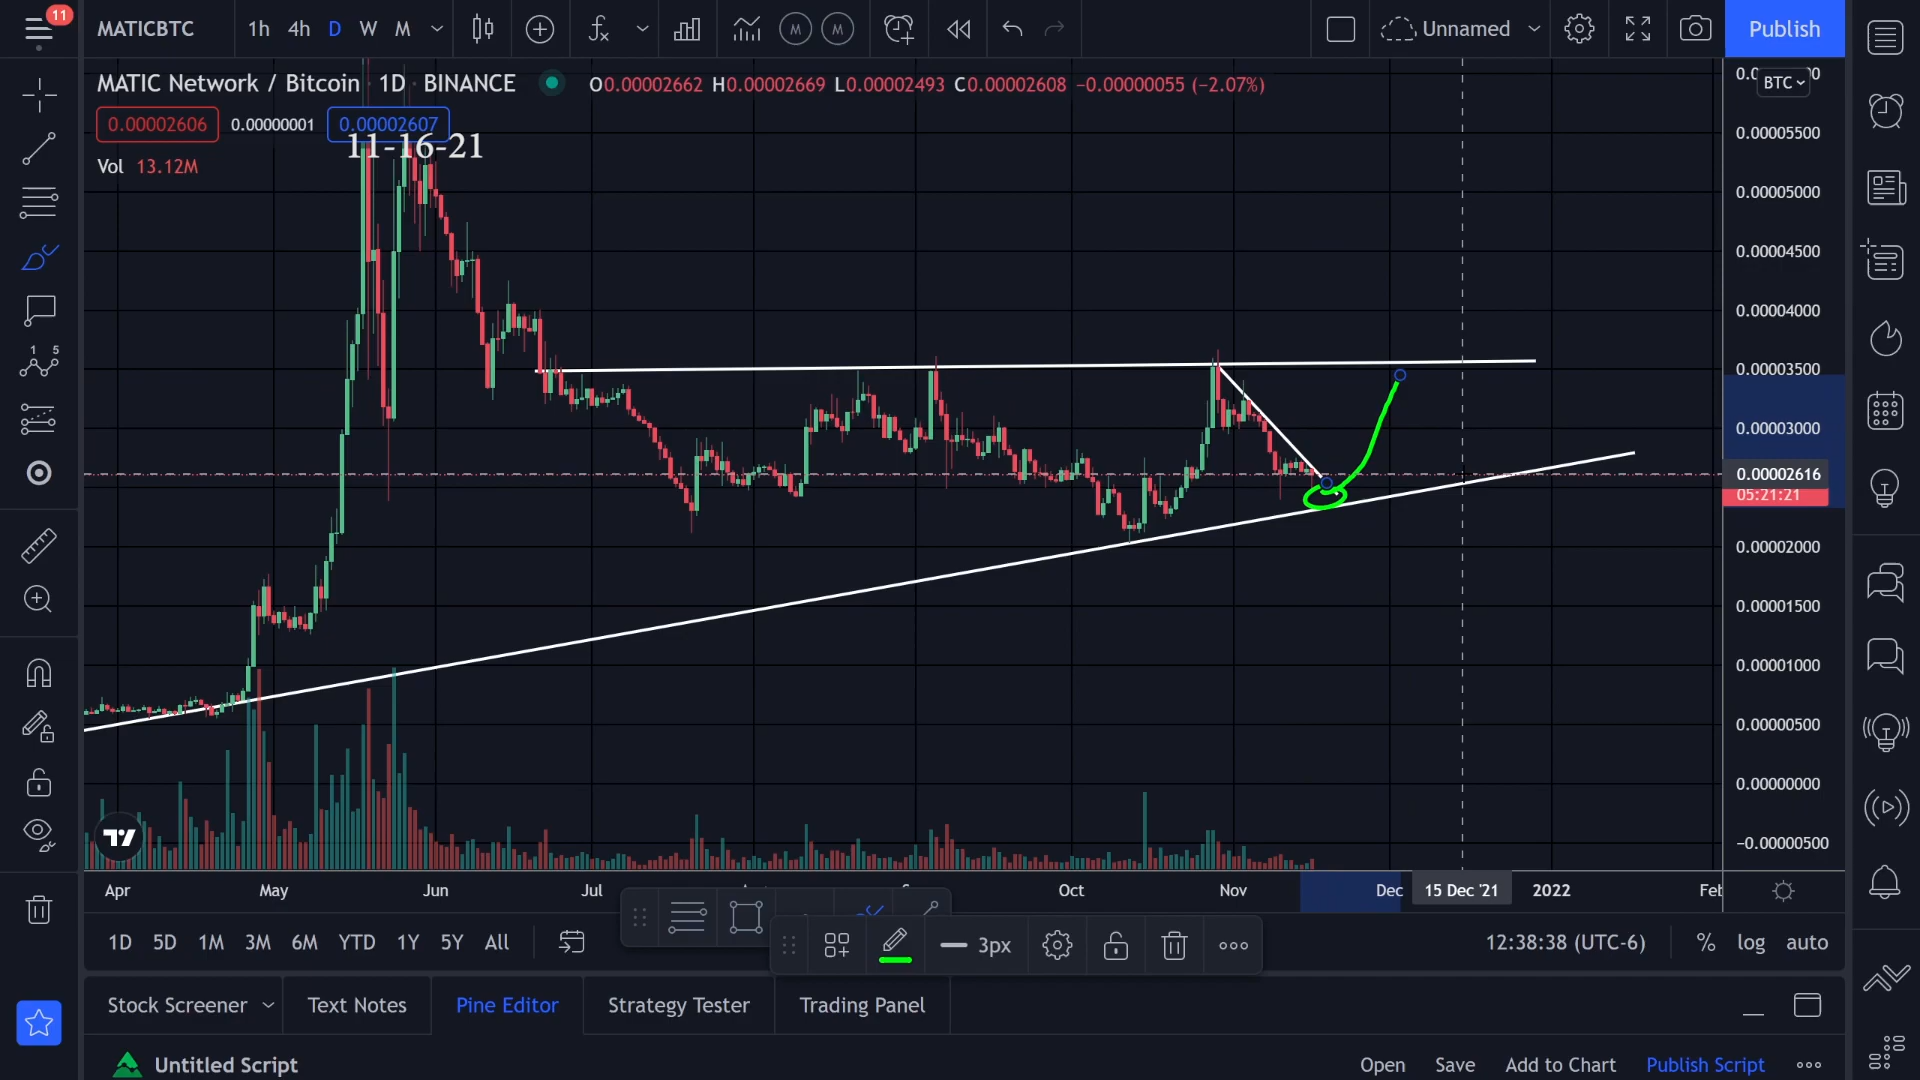 11
MATICBTC
1h 4h D W M
M M
Unnamed
Publish
MATIC Network / Bitcoin 1D BINANCE
O0.00002662 H0.00002669 L0.00002493 C0.00002608 −0.00000055 (−2.07%)
BTC
0.00002606 0.00000001 0.00002607
11-16-21
Vol 13.12M
0.00005500
0.00005000
0.00004500
0.00004000
0.00003500
0.00003000
0.00002616
05:21:21
0.00002000
0.00001500
0.00001000
0.00000500
0.00000000
−0.00000500
1 5
Apr May Jun Jul Oct Nov Dec 15 Dec '21 2022 Feb
1D 5D 1M 3M 6M YTD 1Y 5Y All
3px
12:38:38 (UTC-6) % log auto
Stock Screener Text Notes Pine Editor Strategy Tester Trading Panel
Untitled Script
Open Save Add to Chart Publish Script